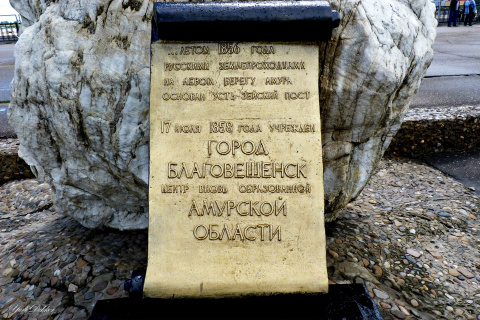 ...ЛЕТОМ 1856 ГОДА
РУССКИМИ ЗЕМЛЕПРОХОДЦАМИ
НА ЛЕВОМ БЕРЕГУ АМУРА
ОСНОВАН УСТЬ-ЗЕЙСКИЙ ПОСТ
17 ИЮЛЯ 1858 ГОДА УЧРЕЖДЕН
ГОРОД
БЛАГОВЕЩЕНСК
ЦЕНТР ВНОВЬ ОБРАЗОВАННОЙ
АМУРСКОЙ
ОБЛАСТИ